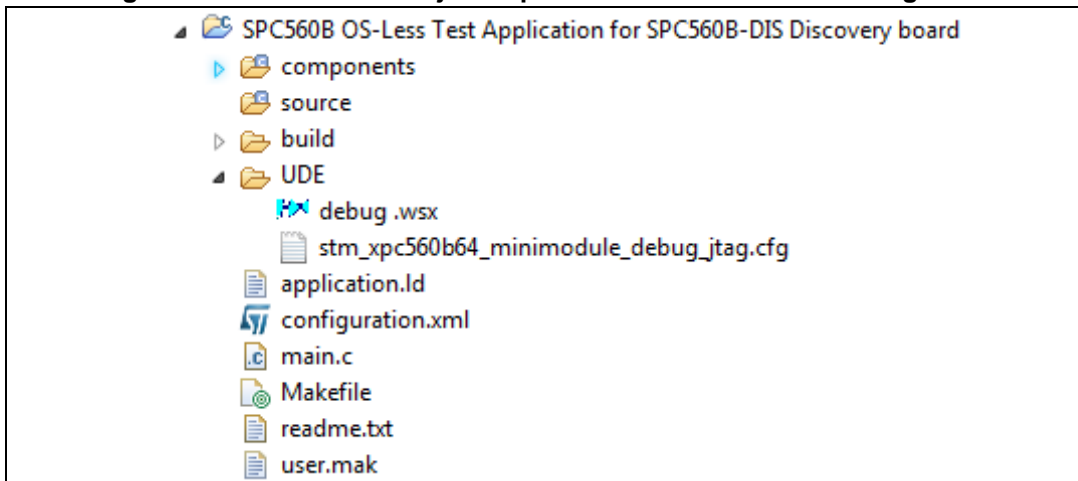 SPC560B OS-Less Test Application for SPC560B-DIS Discovery board
components
source
build
UDE
debug .wsx
stm_xpc560b64_minimodule_debug_jtag.cfg
application.ld
configuration.xml
main.c
Makefile
readme.txt
user.mak